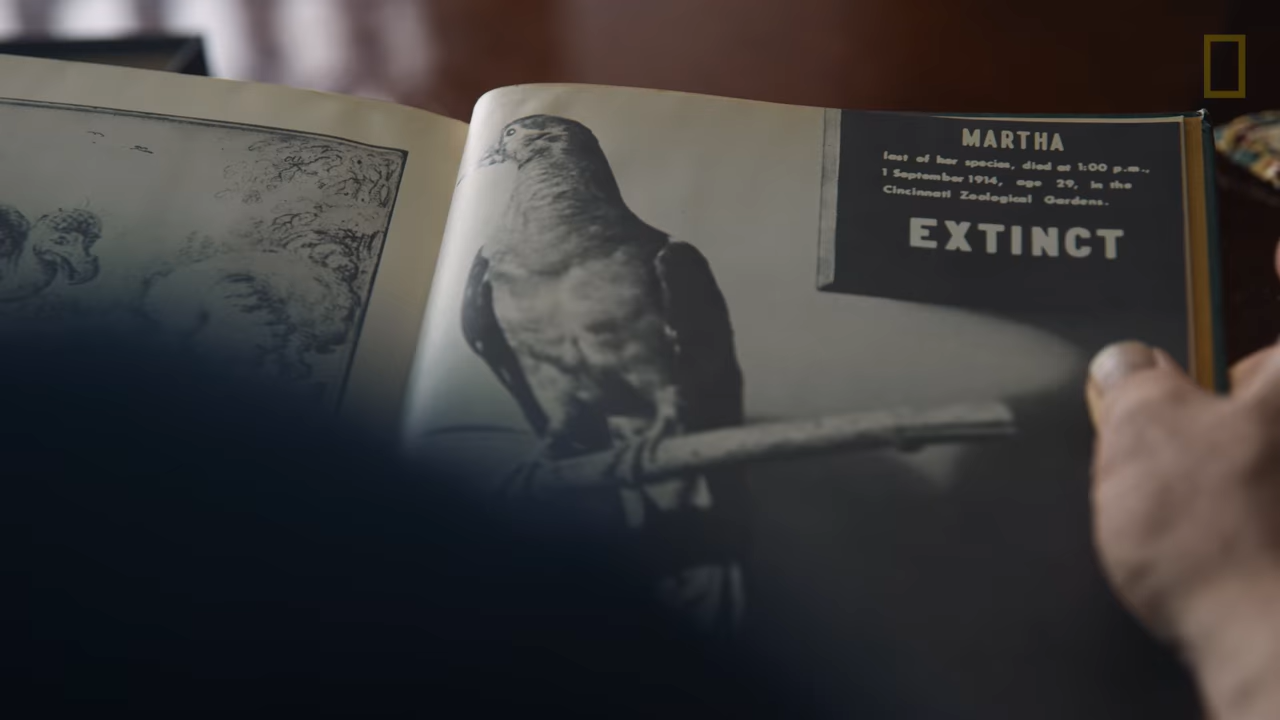 MARTHA
last of her species, died at 1:00 p.m.,
1 September 1914, age 29, in the
Cincinnati Zoological Gardens.
EXTINCT